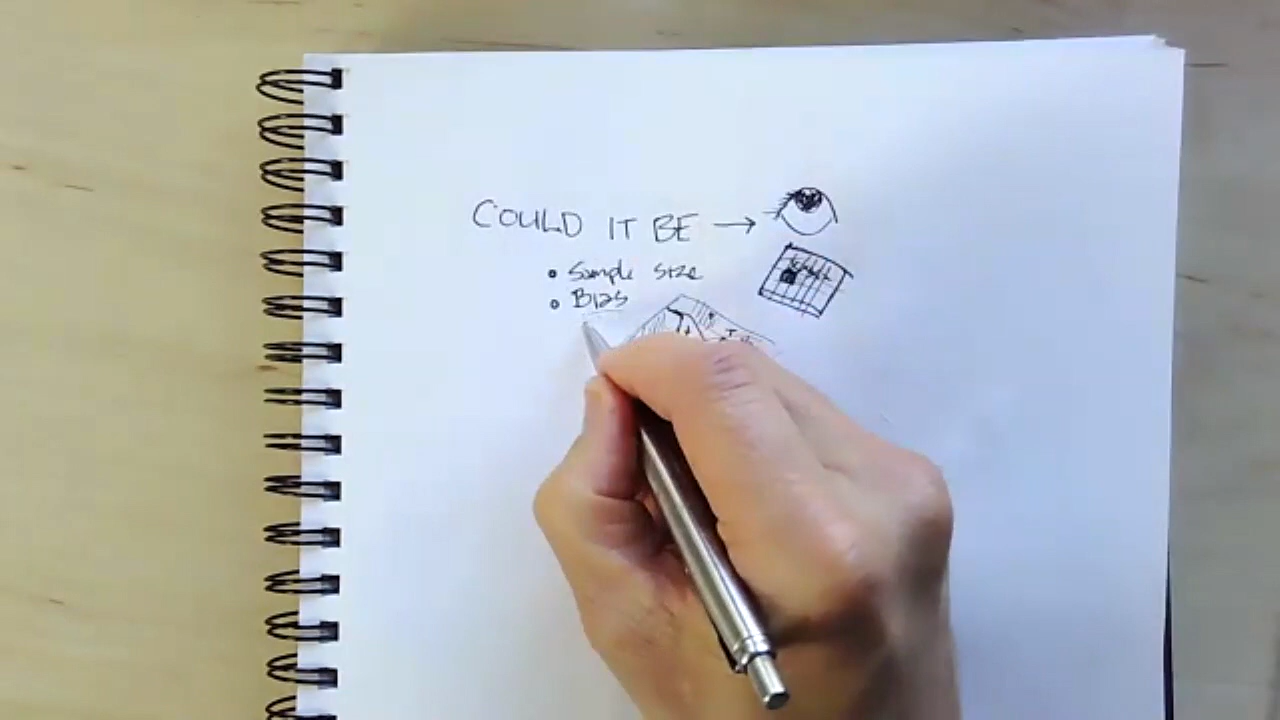 COULD IT BE →
• Sample size
• Bias